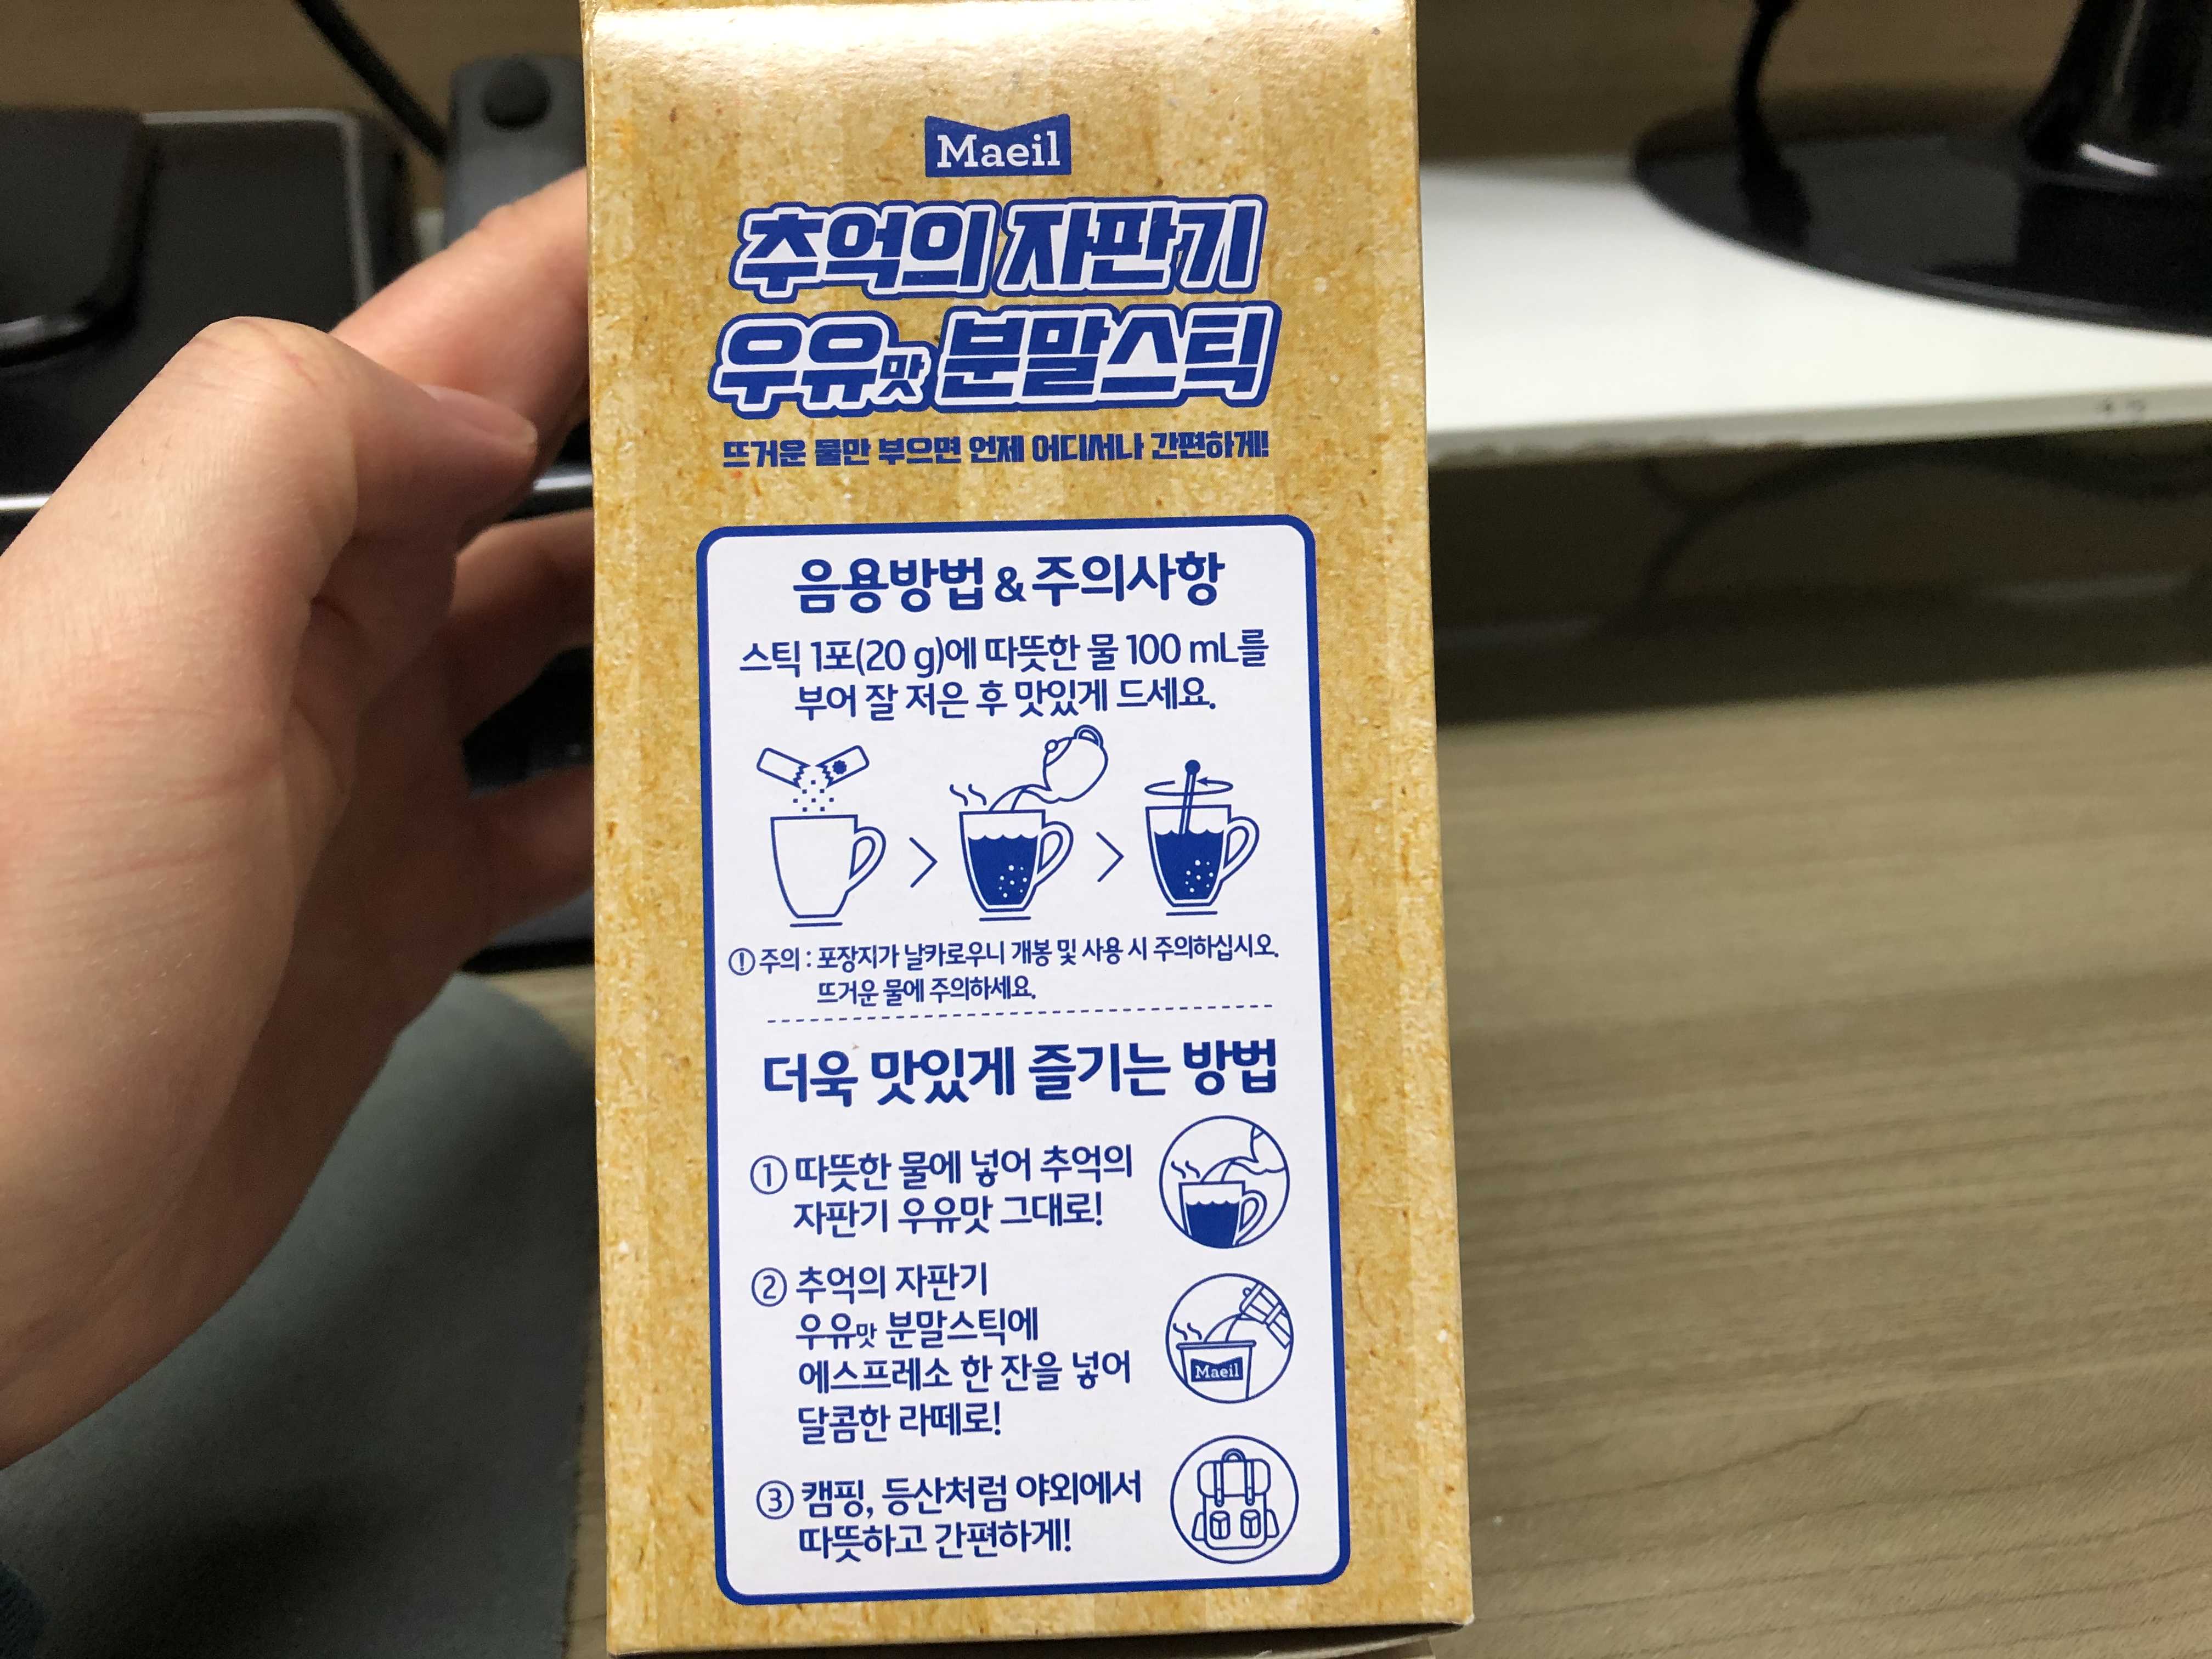 Maeil
추억의 자판기
우유맛 분말스틱
뜨거운 물만 부으면 언제 어디서나 간편하게!
음용방법 & 주의사항
스틱 1포(20 g)에 따뜻한 물 100 mL를
부어 잘 저은 후 맛있게 드세요.
! 주의 : 포장지가 날카로우니 개봉 및 사용 시 주의하십시오.
뜨거운 물에 주의하세요.
더욱 맛있게 즐기는 방법
① 따뜻한 물에 넣어 추억의
자판기 우유맛 그대로!
② 추억의 자판기
우유맛 분말스틱에
에스프레소 한 잔을 넣어
달콤한 라떼로!
Maeil
③ 캠핑, 등산처럼 야외에서
따뜻하고 간편하게!